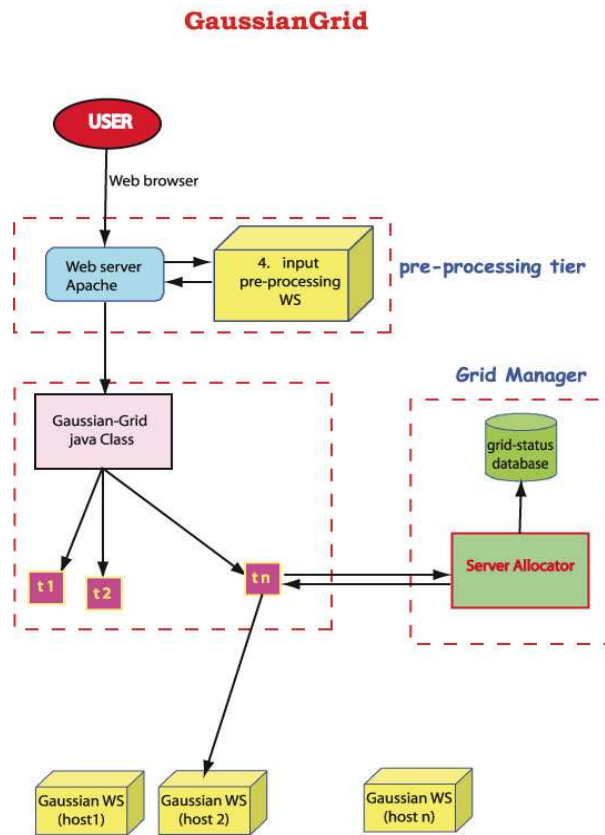 GaussianGrid
USER
Web browser
Web server
Apache
4. input
pre-processing
WS
pre-processing tier
Grid Manager
Gaussian-Grid
java Class
grid-status
database
Server Allocator
t1
t2
tn
Gaussian WS
(host1)
Gaussian WS
(host 2)
Gaussian WS
(host n)